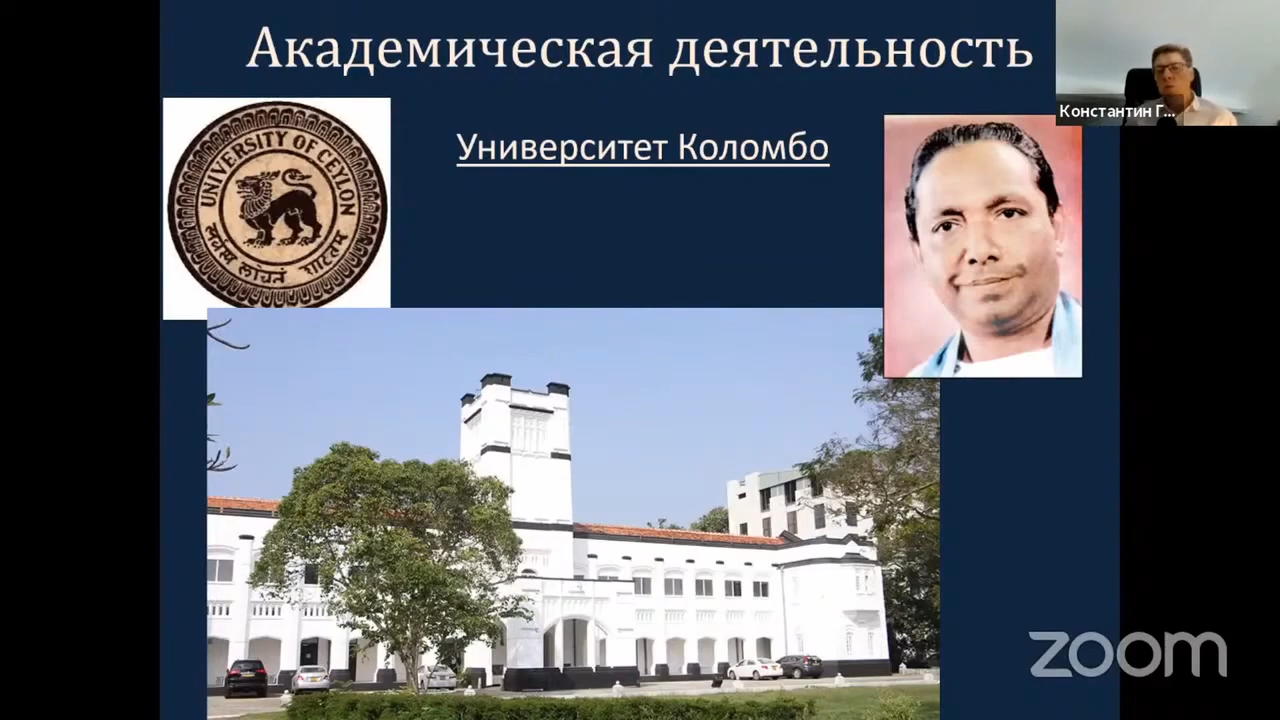 Академическая деятельность
Константин Г...
Университет Коломбо
UNIVERSITY OF CEYLON
zoom